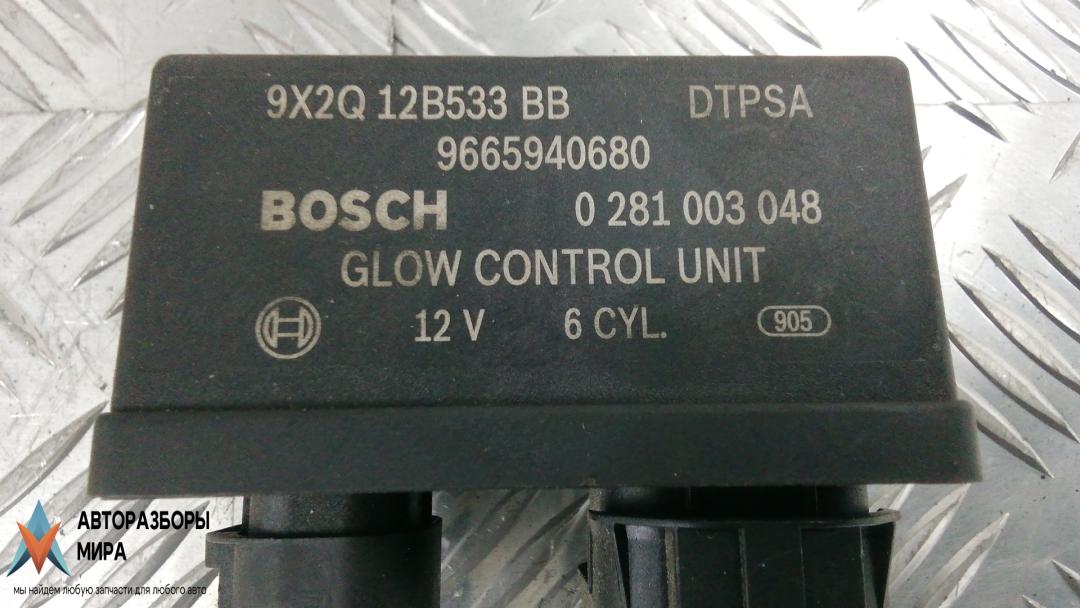 9X2Q 12B533 BB DTPSA
9665940680
BOSCH 0 281 003 048
GLOW CONTROL UNIT
12 V 6 CYL. 905
АВТОРАЗБОРЫ
МИРА
мы найдем любую запчасти для любого авто